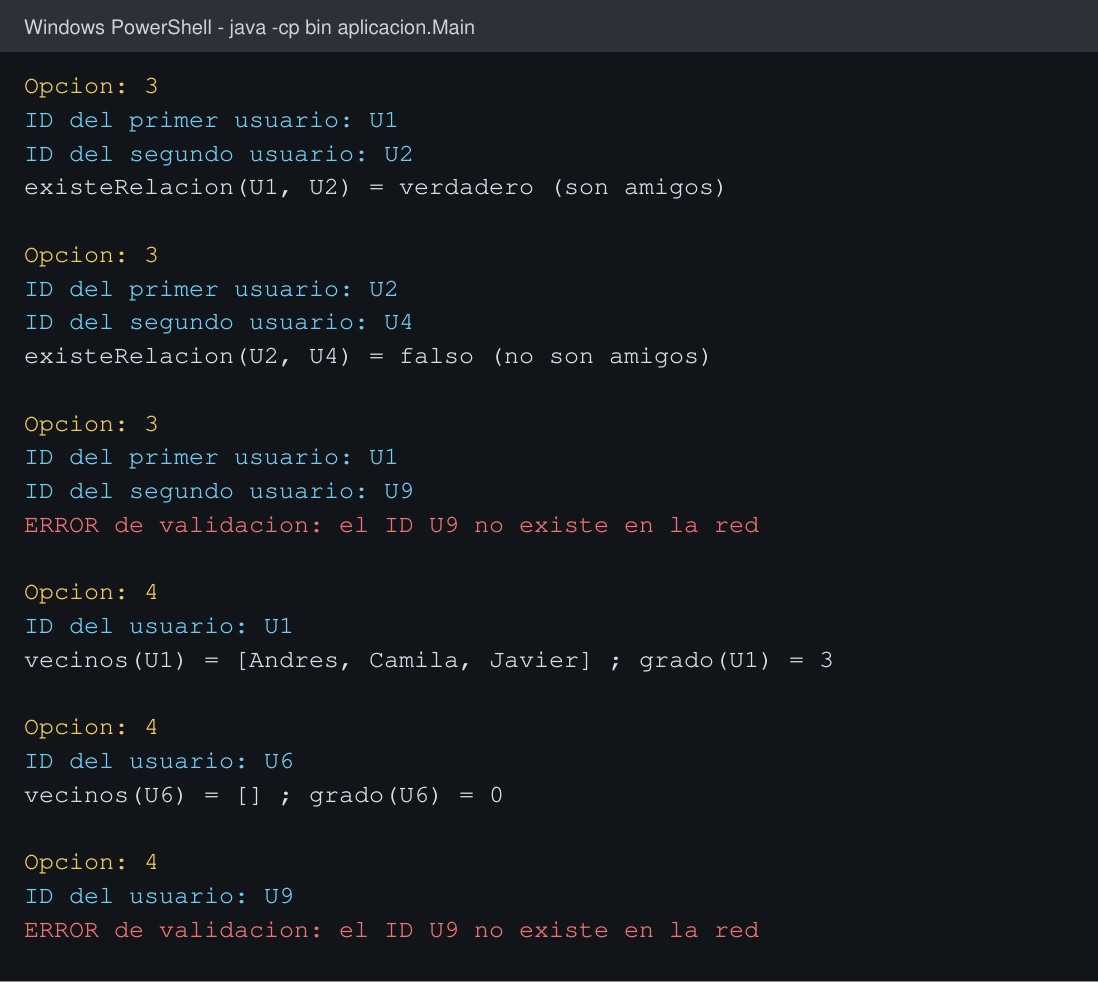 Windows PowerShell - java -cp bin aplicacion.Main
Opcion: 3
ID del primer usuario: U1
ID del segundo usuario: U2
existeRelacion(U1, U2) = verdadero (son amigos)
Opcion: 3
ID del primer usuario: U2
ID del segundo usuario: U4
existeRelacion(U2, U4) = falso (no son amigos)
Opcion: 3
ID del primer usuario: U1
ID del segundo usuario: U9
ERROR de validacion: el ID U9 no existe en la red
Opcion: 4
ID del usuario: U1
vecinos(U1) = [Andres, Camila, Javier] ; grado(U1) = 3
Opcion: 4
ID del usuario: U6
vecinos(U6) = [] ; grado(U6) = 0
Opcion: 4
ID del usuario: U9
ERROR de validacion: el ID U9 no existe en la red